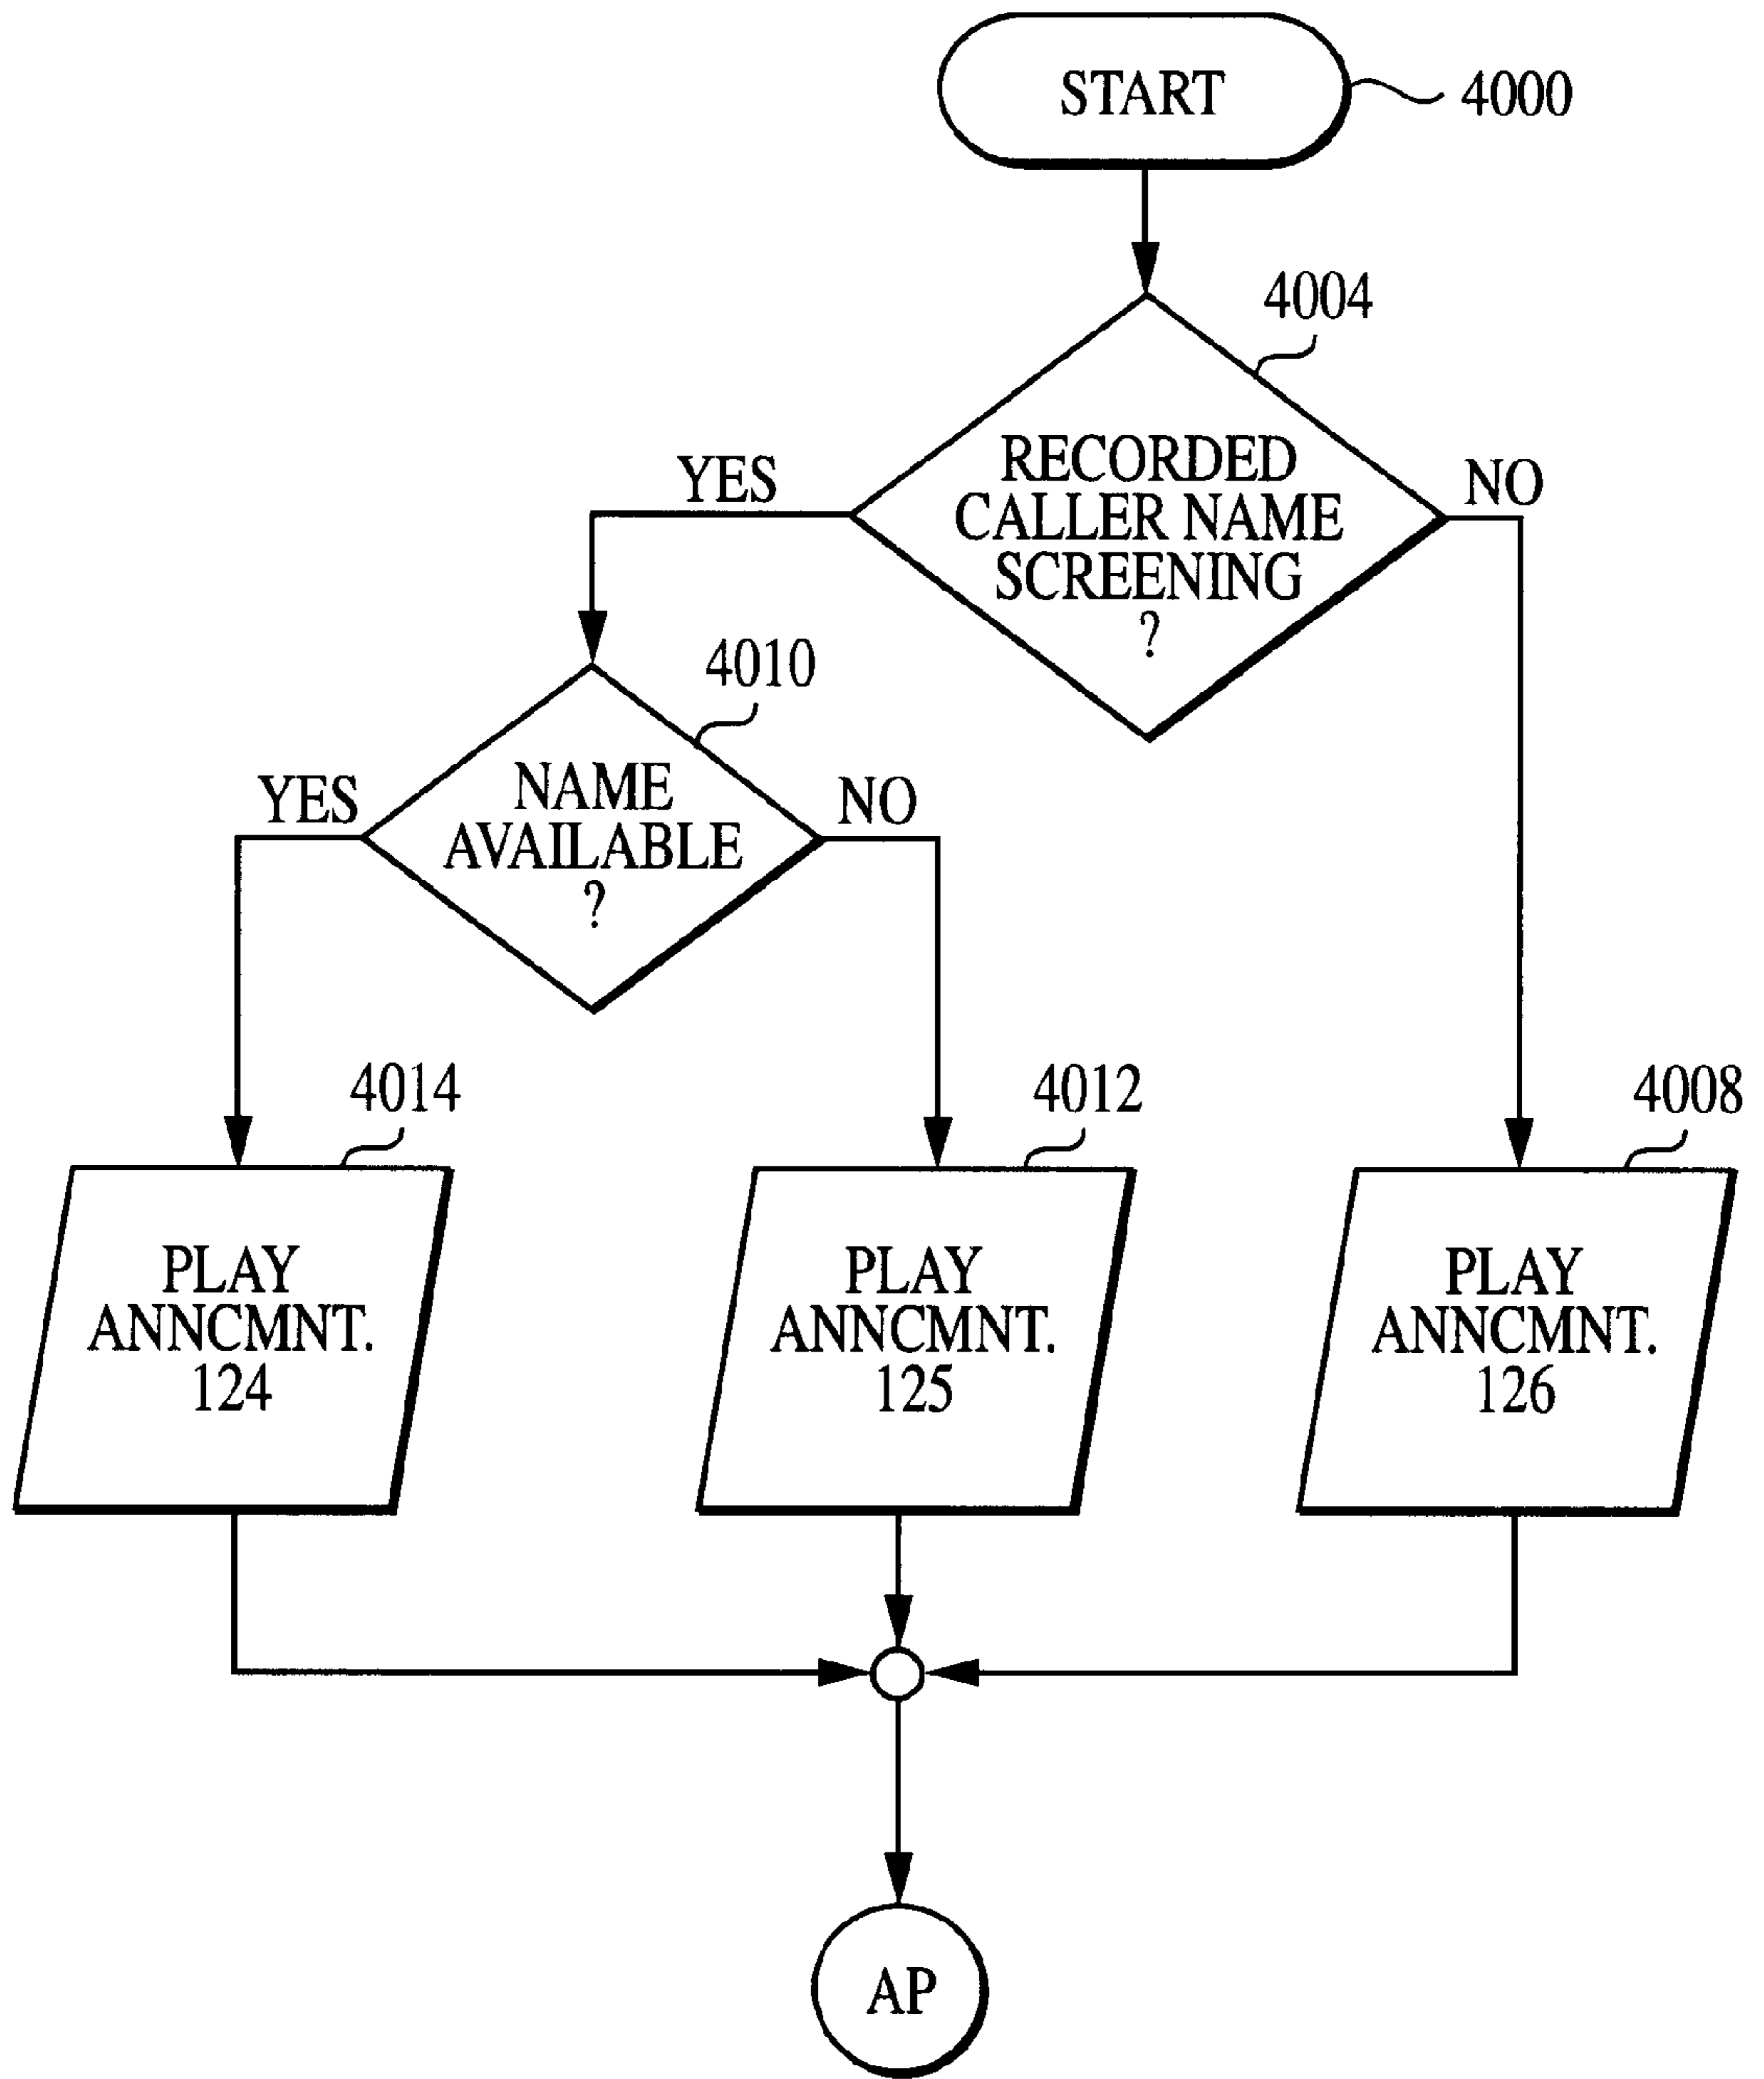 START
4000
4004
RECORDED
CALLER NAME
SCREENING
?
YES
NO
4010
NAME
AVAILABLE
?
YES
NO
4014
4012
4008
PLAY
ANNCMNT.
124
PLAY
ANNCMNT.
125
PLAY
ANNCMNT.
126
AP